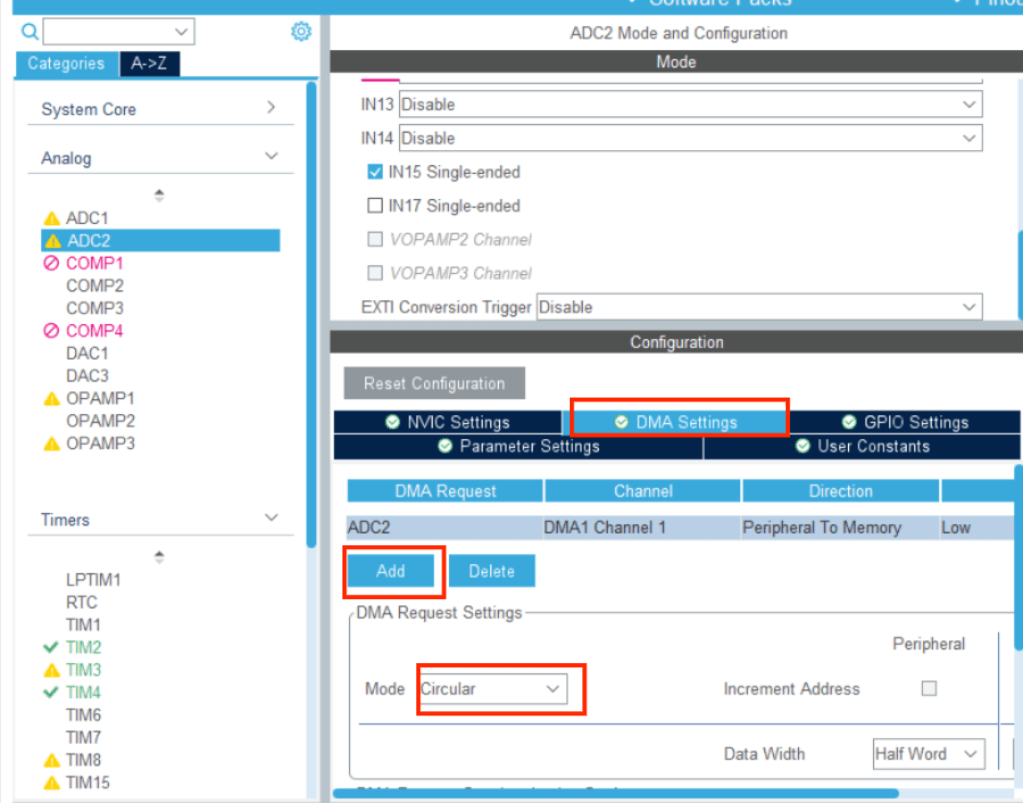 Software Packs
ADC2 Mode and Configuration
Categories A->Z
Mode
System Core
IN13 Disable
IN14 Disable
Analog
IN15 Single-ended
IN17 Single-ended
ADC1
ADC2
VOPAMP2 Channel
COMP1
COMP2
VOPAMP3 Channel
COMP3
EXTI Conversion Trigger Disable
COMP4
DAC1
Configuration
DAC3
Reset Configuration
OPAMP1
OPAMP2
NVIC Settings DMA Settings GPIO Settings
OPAMP3
Parameter Settings User Constants
DMA Request Channel Direction
Timers
ADC2 DMA1 Channel 1 Peripheral To Memory Low
Add Delete
LPTIM1
RTC
DMA Request Settings
TIM1
TIM2
Peripheral
TIM3
TIM4
Mode Circular Increment Address
TIM6
TIM7
TIM8
Data Width Half Word
TIM15